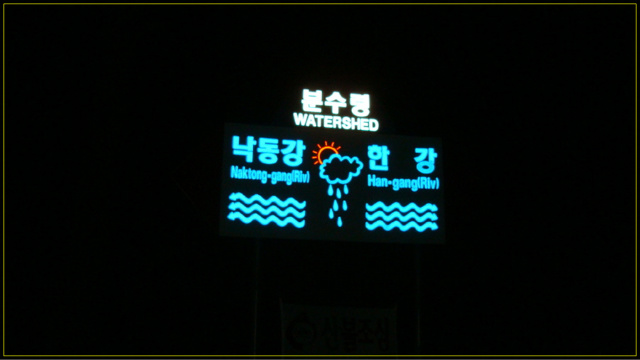 분수령
WATERSHED
낙동강 한 강
Naktong-gang(Riv) Han-gang(Riv)